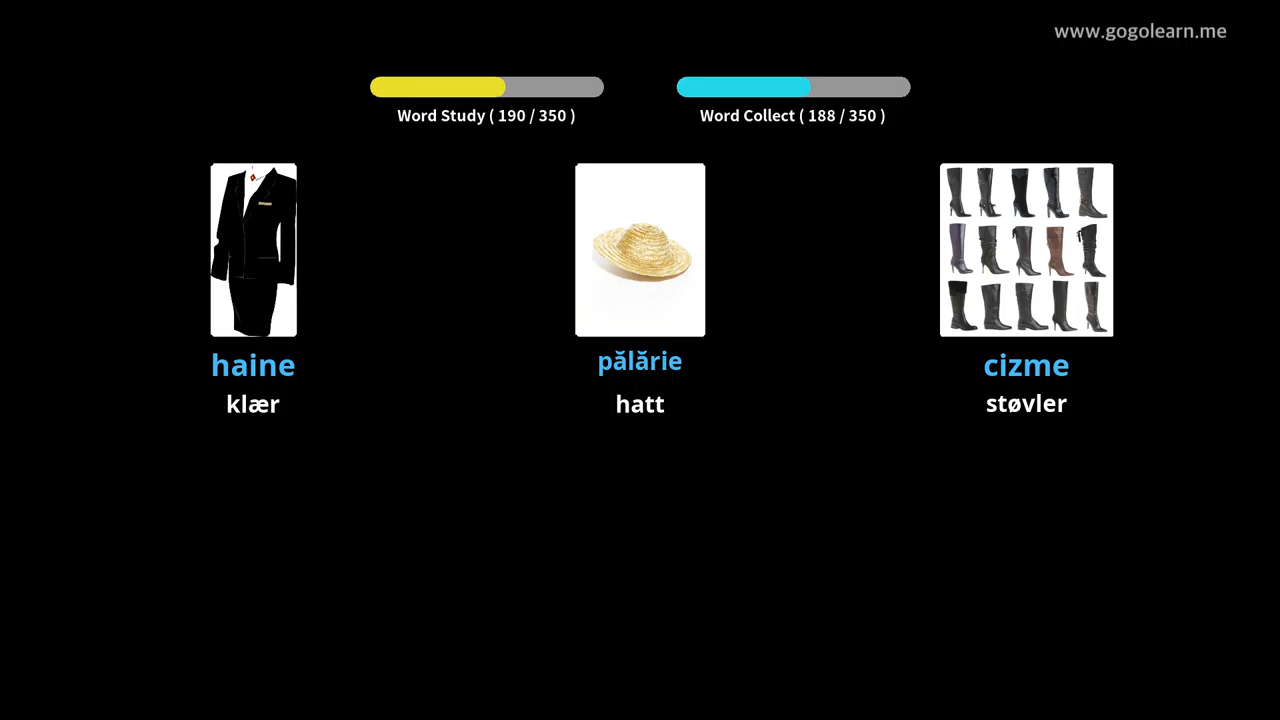 www.gogolearn.me
Word Study ( 190 / 350 )
Word Collect ( 188 / 350 )
haine
pălărie
cizme
klær
hatt
støvler